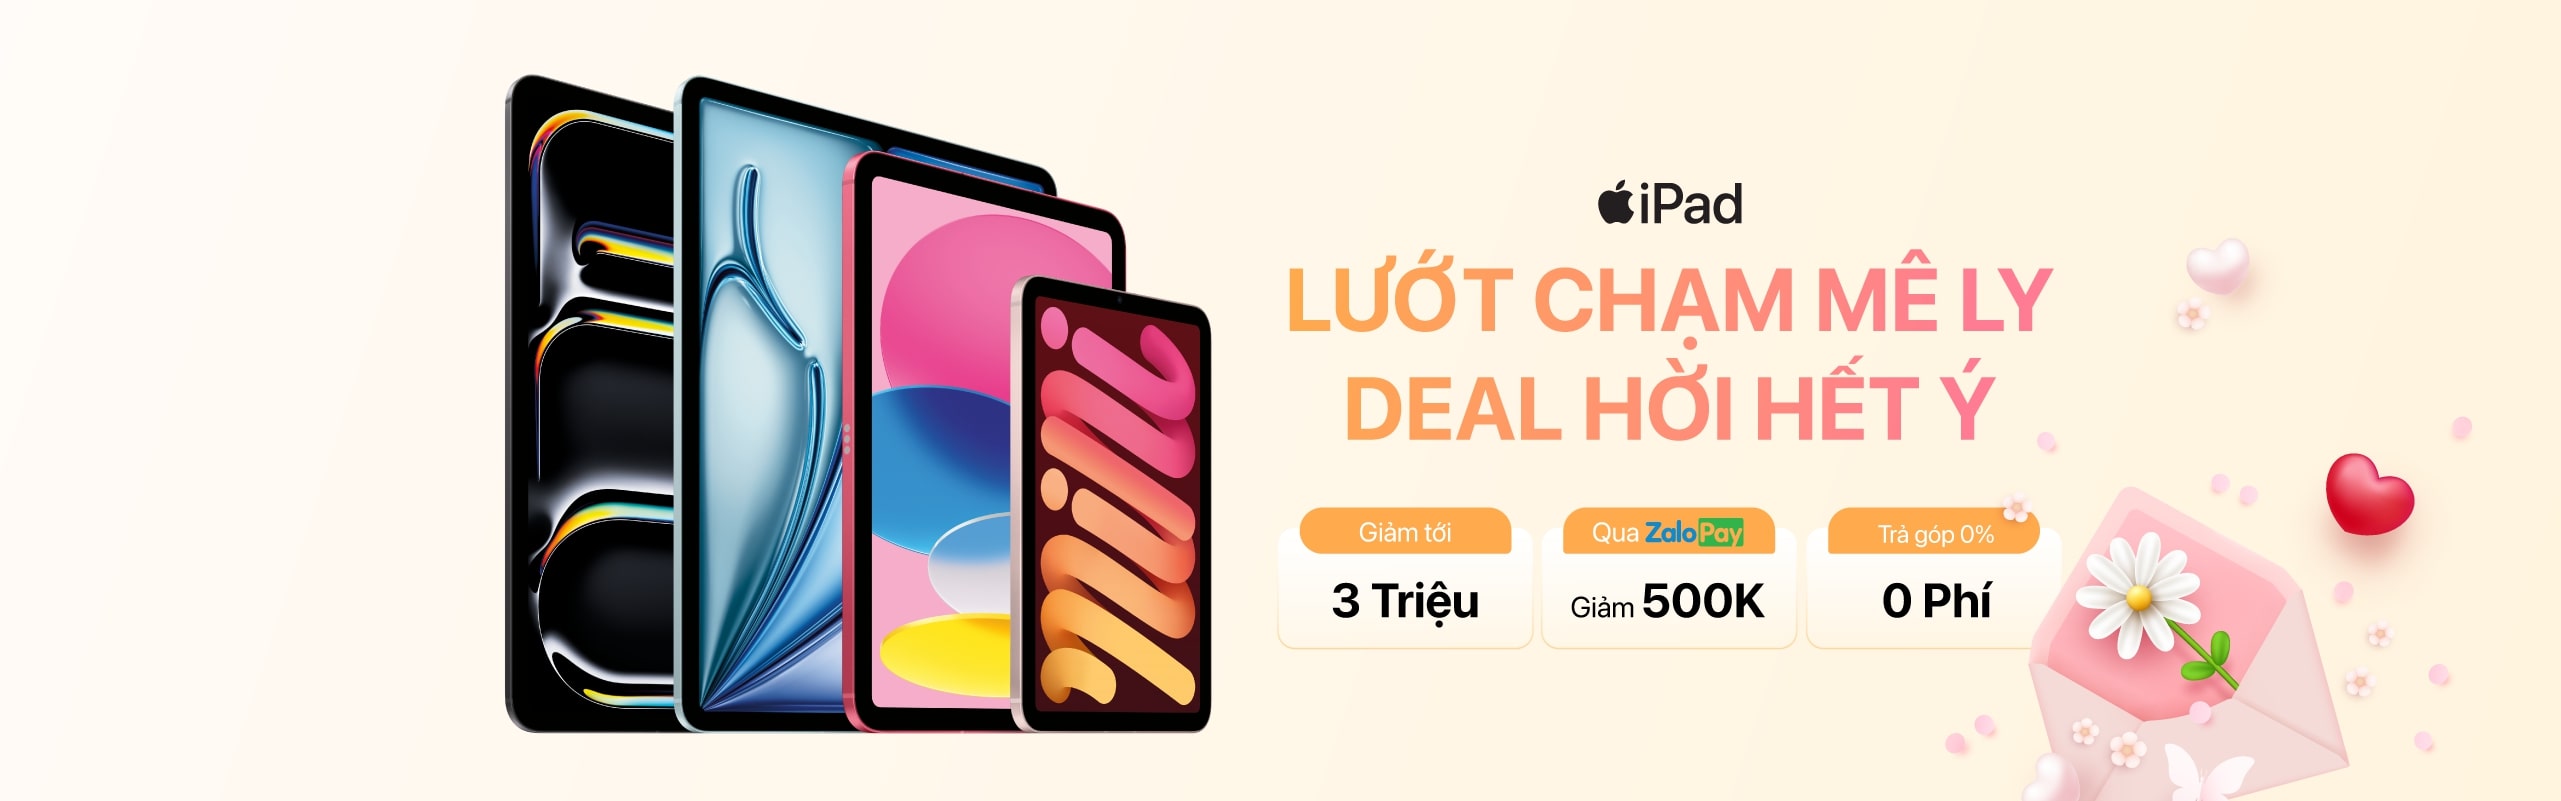 iPad
LƯỚT CHẠM MÊ LY
DEAL HỜI HẾT Ý
Giảm tới
3 Triệu
Qua ZaloPay
Giảm 500K
Trả góp 0%
0 Phí
mini